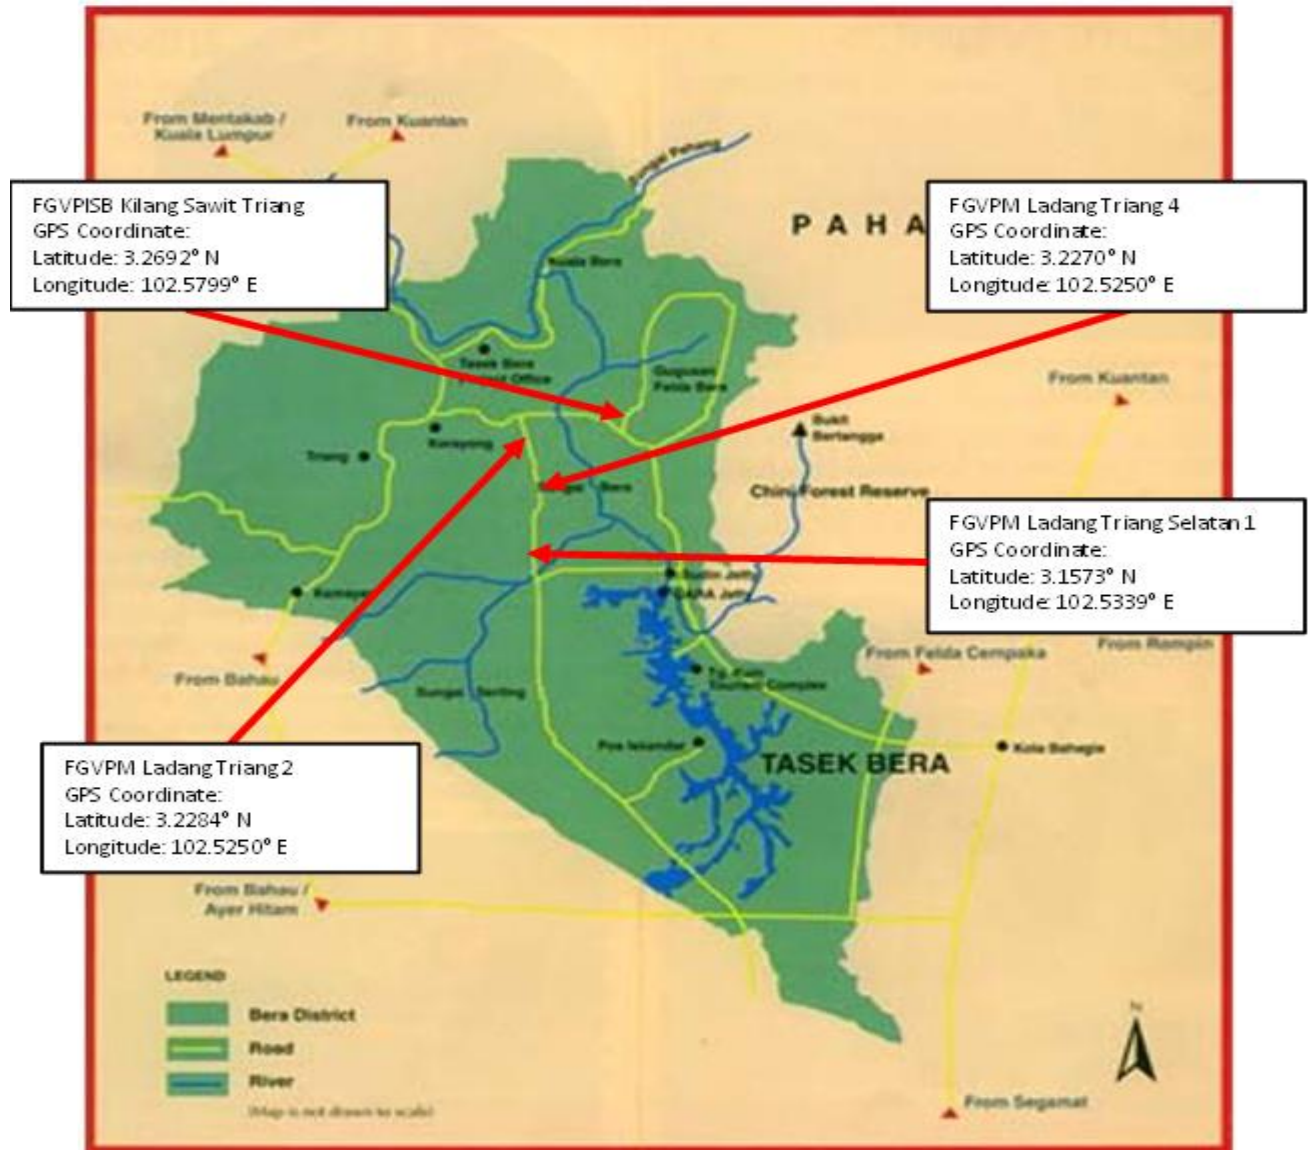 From Mentakab /
Kuala Lumpur
From Kuantan
Sungai Pahang
FGVPISB Kilang Sawit Triang
GPS Coordinate:
Latitude: 3.2692° N
Longitude: 102.5799° E
P A H A
FGVPM Ladang Triang 4
GPS Coordinate:
Latitude: 3.2270° N
Longitude: 102.5250° E
Kuala Bera
Tasek Bera
Office
Gugusan
Felda Bera
From Kuantan
Bukit
Bertangga
Kerayong
Triang
Bera
Chini Forest Reserve
FGVPM Ladang Triang Selatan 1
GPS Coordinate:
Latitude: 3.1573° N
Longitude: 102.5339° E
Kemayan
From Rompin
From Felda Cempaka
From Bahau
Sungai Serting
Tourism Complex
Pos Iskandar
TASEK BERA
Kota Bahagia
FGVPM Ladang Triang 2
GPS Coordinate:
Latitude: 3.2284° N
Longitude: 102.5250° E
From Bahau /
Ayer Hitam
LEGEND
Bera District
Road
River
(Map is not drawn to scale)
N
From Segamat